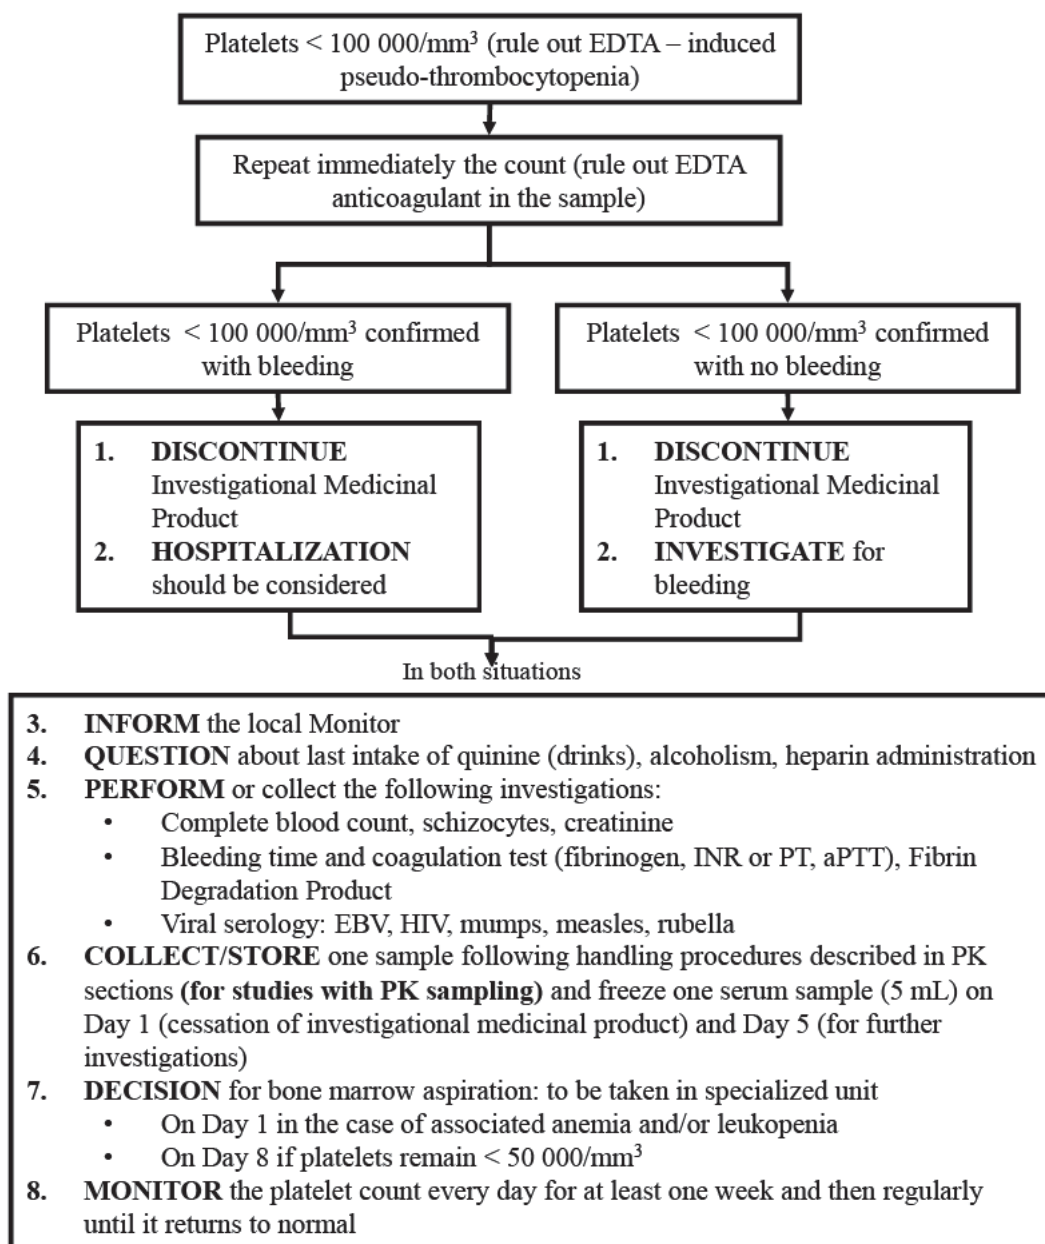 Platelets < 100 000/mm³ (rule out EDTA – induced
pseudo-thrombocytopenia)
Repeat immediately the count (rule out EDTA
anticoagulant in the sample)
Platelets < 100 000/mm³ confirmed
with bleeding
Platelets < 100 000/mm³ confirmed
with no bleeding
1. DISCONTINUE
Investigational Medicinal
Product
2. HOSPITALIZATION
should be considered
1. DISCONTINUE
Investigational Medicinal
Product
2. INVESTIGATE for
bleeding
In both situations
3. INFORM the local Monitor
4. QUESTION about last intake of quinine (drinks), alcoholism, heparin administration
5. PERFORM or collect the following investigations:
• Complete blood count, schizocytes, creatinine
• Bleeding time and coagulation test (fibrinogen, INR or PT, aPTT), Fibrin
Degradation Product
• Viral serology: EBV, HIV, mumps, measles, rubella
6. COLLECT/STORE one sample following handling procedures described in PK
sections (for studies with PK sampling) and freeze one serum sample (5 mL) on
Day 1 (cessation of investigational medicinal product) and Day 5 (for further
investigations)
7. DECISION for bone marrow aspiration: to be taken in specialized unit
• On Day 1 in the case of associated anemia and/or leukopenia
• On Day 8 if platelets remain < 50 000/mm³
8. MONITOR the platelet count every day for at least one week and then regularly
until it returns to normal